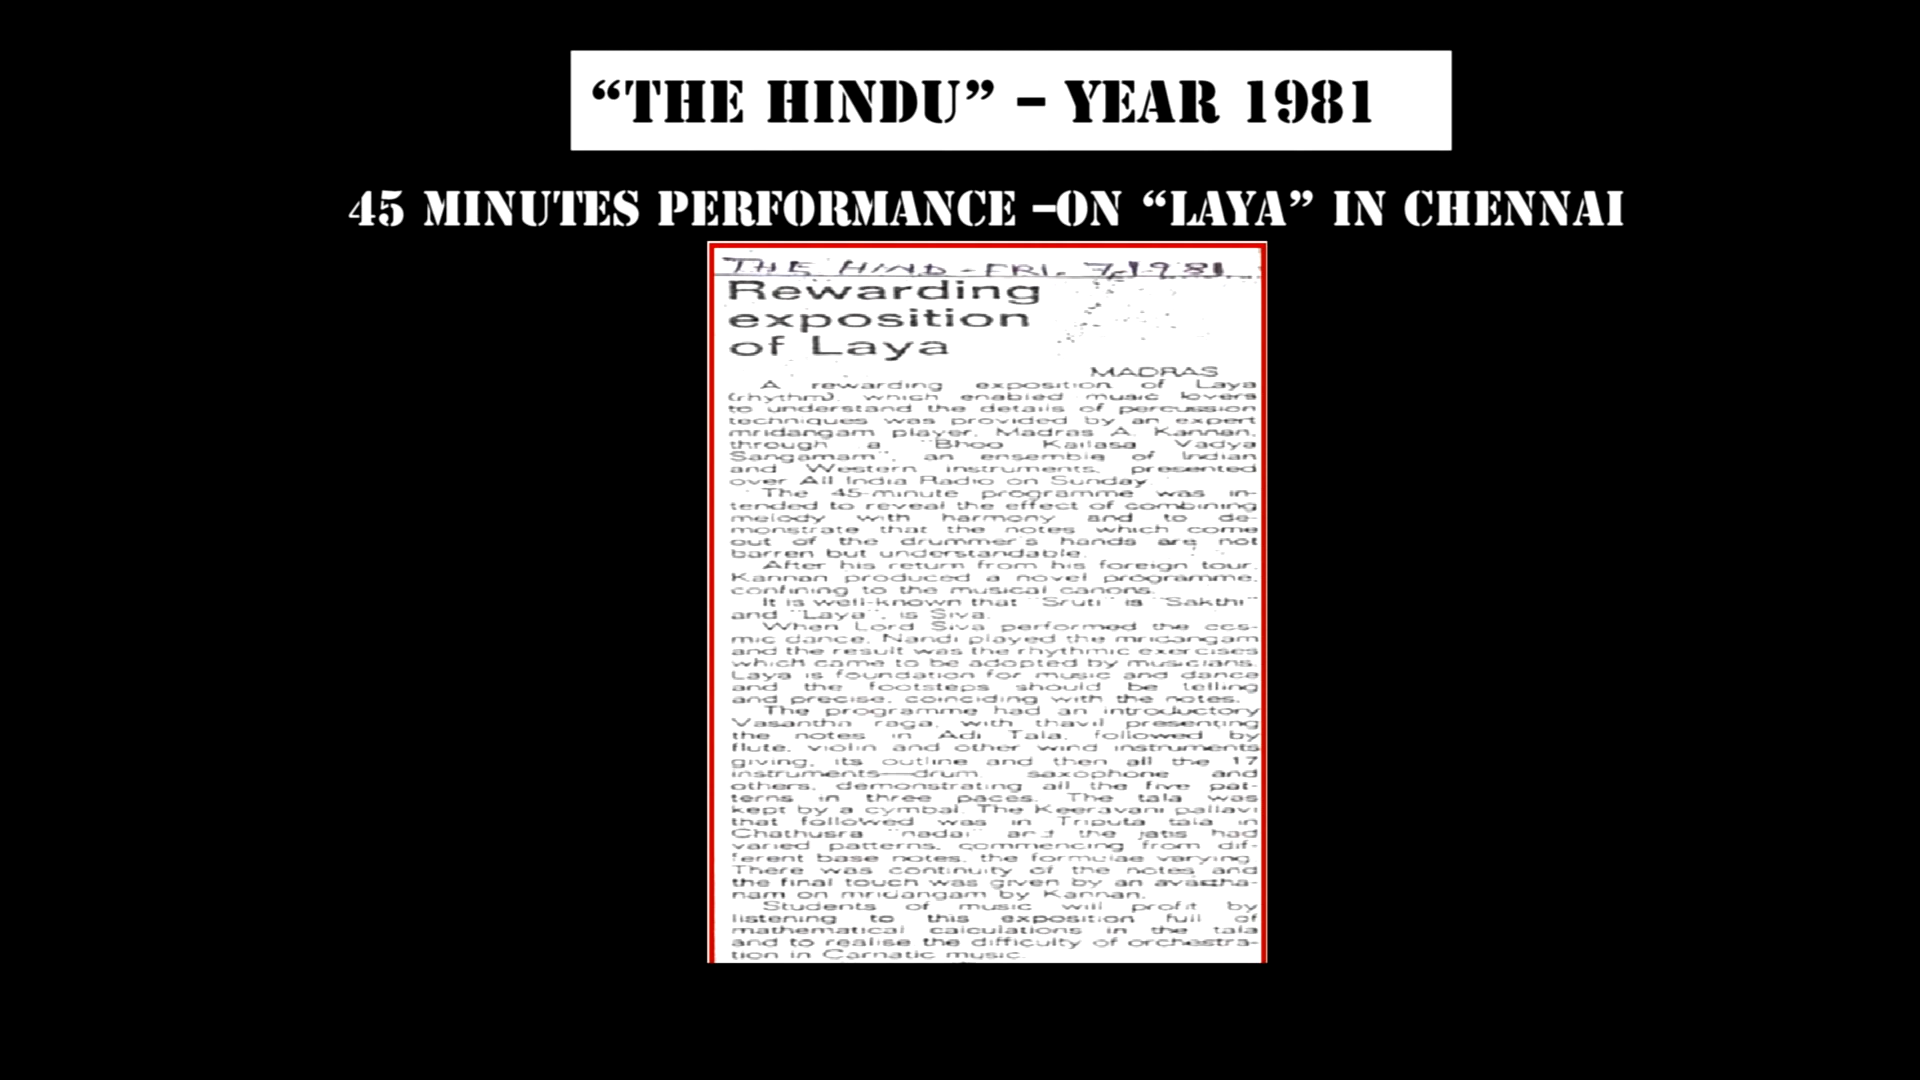 “THE HINDU” – YEAR 1981
45 MINUTES PERFORMANCE –ON “LAYA” IN CHENNAI
THE HIND - FRI. 7.1981
Rewarding
exposition
of Laya
MADRAS
A rewarding exposition of Laya
(rhythm), which enabled music lovers
to understand the details of percussion
techniques was provided by an expert
mridangam player, Madras A. Kannan,
through a "Bhoo Kailasa Vadya
Sangamam", an ensemble of Indian
and Western instruments, presented
over All India Radio on Sunday.
The 45-minute programme was in-
tended to reveal the effect of combining
melody with harmony and to de-
monstrate that the notes which come
out of the drummer's hands are not
barren but understandable.
After his return from his foreign tour,
Kannan produced a novel programme,
confining to the musical canons.
It is well-known that "Sruti" is "Sakthi"
and "Laya", is Siva.
When Lord Siva performed the cos-
mic dance, Nandi played the mridangam
and the result was the rhythmic exercises
which came to be adopted by musicians.
Laya is foundation for music and dance
and the footsteps should be telling
and precise, coinciding with the notes.
The programme had an introductory
Vasantha raga, with thavil presenting
the notes in Adi Tala, followed by
flute, violin and other wind instruments
giving, its outline and then all the 17
instruments—drum, saxophone and
others, demonstrating all the five pat-
terns in three paces. The tala was
kept by a cymbal. The Keeravani pallavi
that followed was in Triputa tala in
Chathusra "nadai" and the jatis had
varied patterns, commencing from dif-
ferent base notes, the formulae varying.
There was continuity of the notes and
the final touch was given by an avartha-
nam on mridangam by Kannan.
Students of music will profit by
listening to this exposition full of
mathematical calculations in the tala
and to realise the difficulty of orchestra-
tion in Carnatic music.